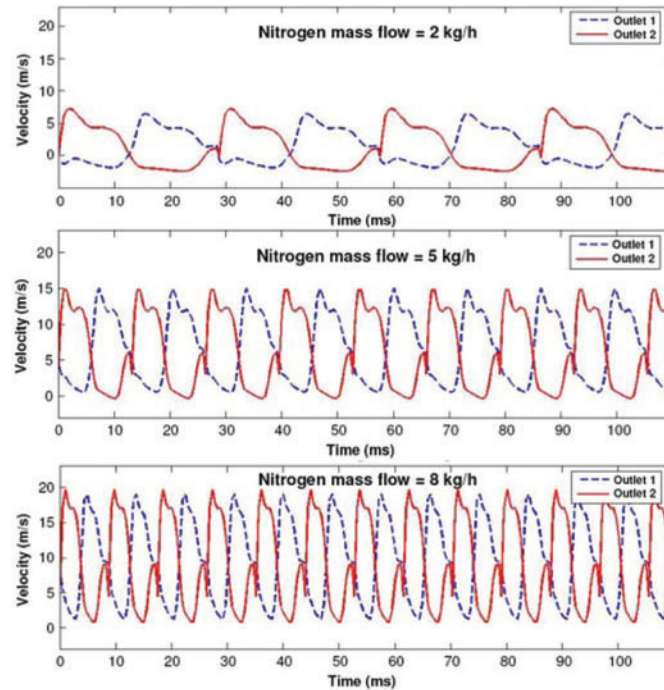 Nitrogen mass flow = 2 kg/h
Outlet 1
Outlet 2
Velocity (m/s)
20
15
10
5
0
0 10 20 30 40 50 60 70 80 90 100
Time (ms)
Nitrogen mass flow = 5 kg/h
Outlet 1
Outlet 2
Velocity (m/s)
20
15
10
5
0
0 10 20 30 40 50 60 70 80 90 100
Time (ms)
Nitrogen mass flow = 8 kg/h
Outlet 1
Outlet 2
Velocity (m/s)
20
15
10
5
0
0 10 20 30 40 50 60 70 80 90 100
Time (ms)